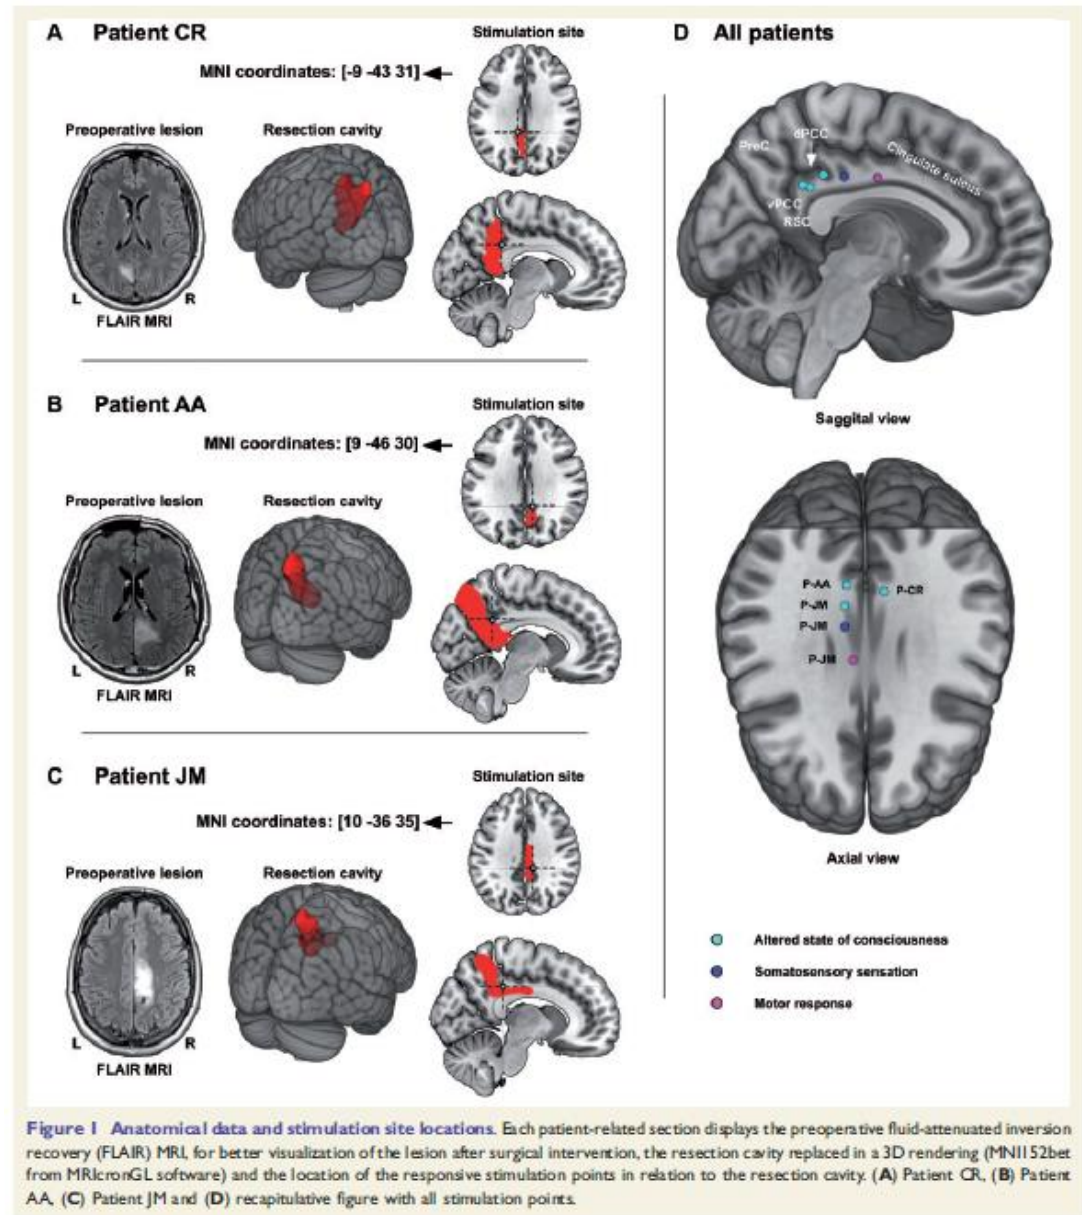 A Patient CR
MNI coordinates: [-9 -43 31]
Stimulation site
Preoperative lesion
Resection cavity
L
R
FLAIR MRI
B Patient AA
MNI coordinates: [9 -46 30]
Stimulation site
Preoperative lesion
Resection cavity
L
R
FLAIR MRI
C Patient JM
MNI coordinates: [10 -36 35]
Stimulation site
Preoperative lesion
Resection cavity
L
R
FLAIR MRI
D All patients
PreC
dPCC
Cingulate sulcus
vPCC
RSC
Saggital view
P-AA
P-CR
P-JM
P-JM
P-JM
Axial view
Altered state of consciousness
Somatosensory sensation
Motor response
Figure 1 Anatomical data and stimulation site locations. Each patient-related section displays the preoperative fluid-attenuated inversion
recovery (FLAIR) MRI, for better visualization of the lesion after surgical intervention, the resection cavity replaced in a 3D rendering (MNI152bet
from MRIcronGL software) and the location of the responsive stimulation points in relation to the resection cavity. (A) Patient CR, (B) Patient
AA, (C) Patient JM and (D) recapitulative figure with all stimulation points.